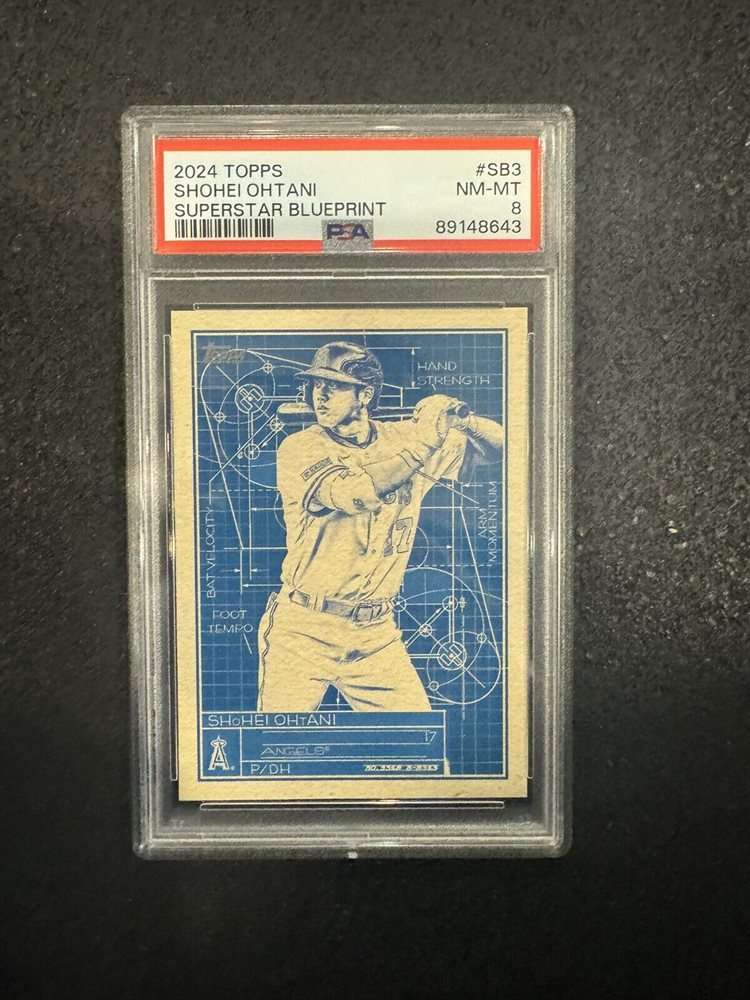 2024 TOPPS #SB3
SHOHEI OHTANI NM-MT
SUPERSTAR BLUEPRINT 8
PSA 89148643
Topps
HAND
STRENGTH
BAT VELOCITY
ARM
MOMENTUM
17
FOOT
TEMPO
SHOHEI OHTANI
17
ANGELS®
A®
P/DH